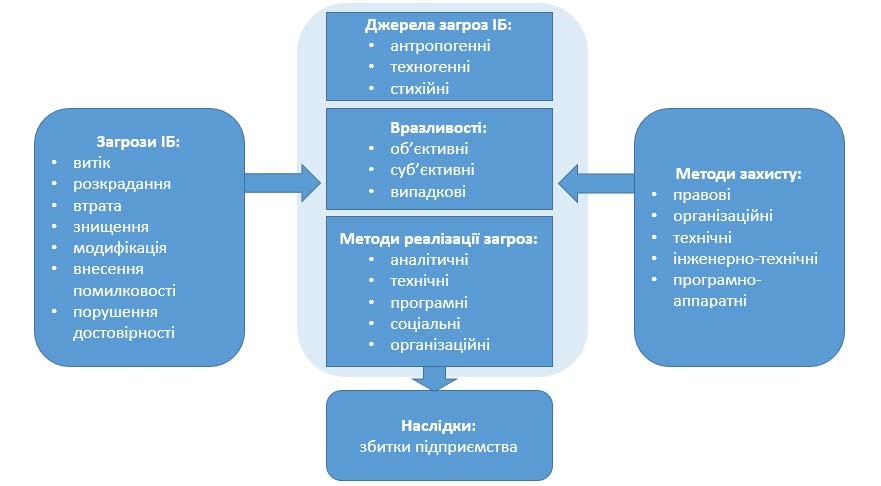 Джерела загроз ІБ:
• антропогенні
• техногенні
• стихійні
Загрози ІБ:
• витік
• розкрадання
• втрата
• знищення
• модифікація
• внесення
помилковості
• порушення
достовірності
Вразливості:
• об’єктивні
• суб’єктивні
• випадкові
Методи реалізації загроз:
• аналітичні
• технічні
• програмні
• соціальні
• організаційні
Методи захисту:
• правові
• організаційні
• технічні
• інженерно-технічні
• програмно-
аппаратні
Наслідки:
збитки підприємства